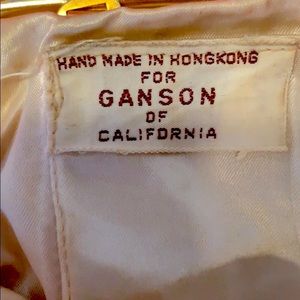 HAND MADE IN HONGKONG
FOR
GANSON
OF
CALIFORNIA